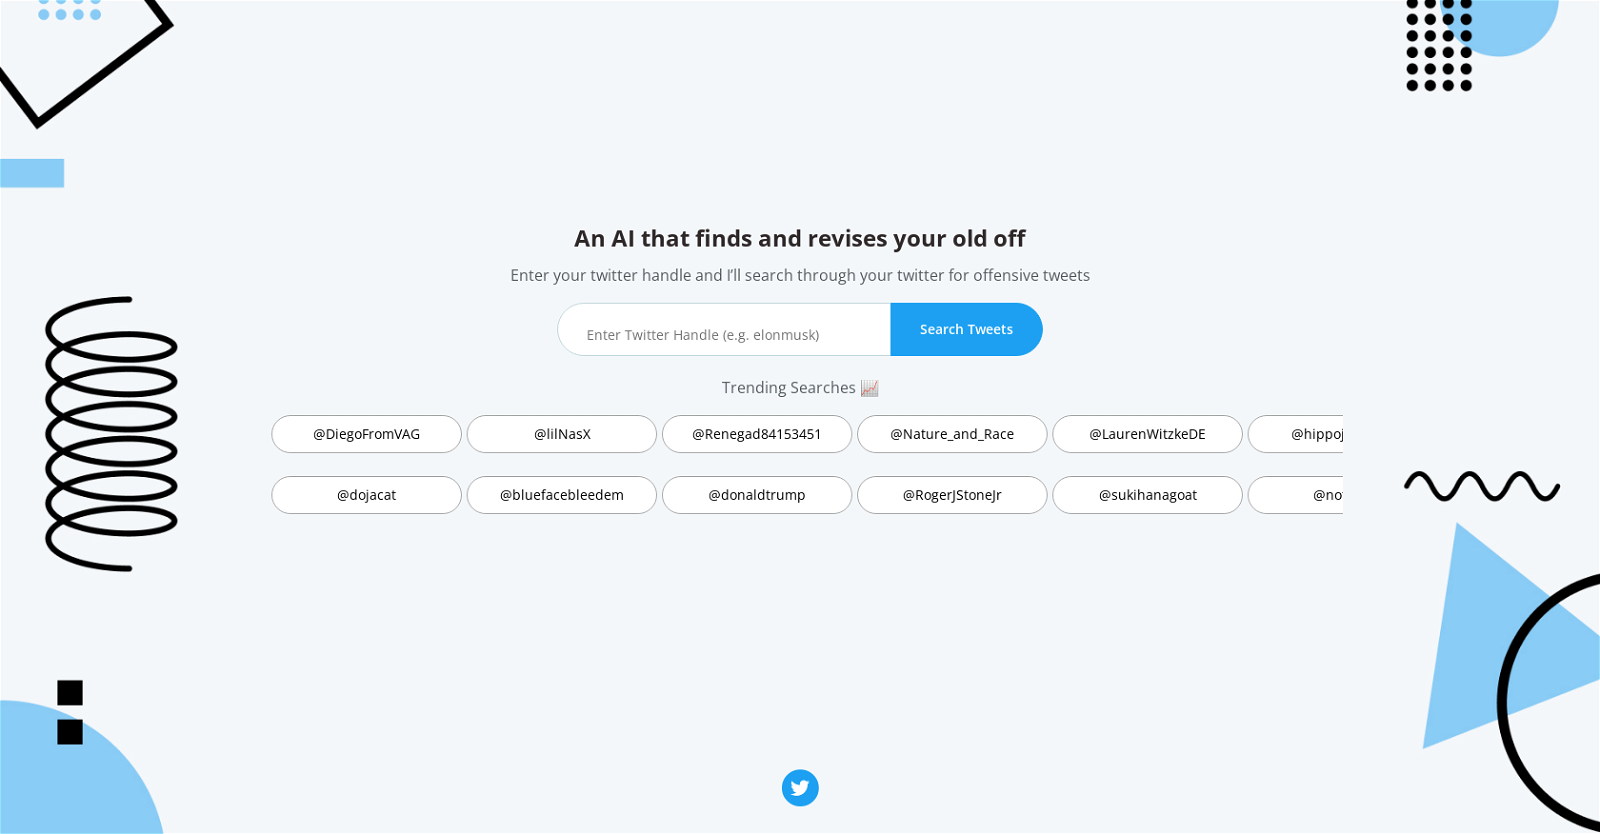 An AI that finds and revises your old off
Enter your twitter handle and I'll search through your twitter for offensive tweets
Enter Twitter Handle (e.g. elonmusk)
Search Tweets
Trending Searches 📈
@DiegoFromVAG
@lilNasX
@Renegad84153451
@Nature_and_Race
@LaurenWitzkeDE
@hippoj
@dojacat
@bluefacebleedem
@donaldtrump
@RogerJStoneJr
@sukihanagoat
@no